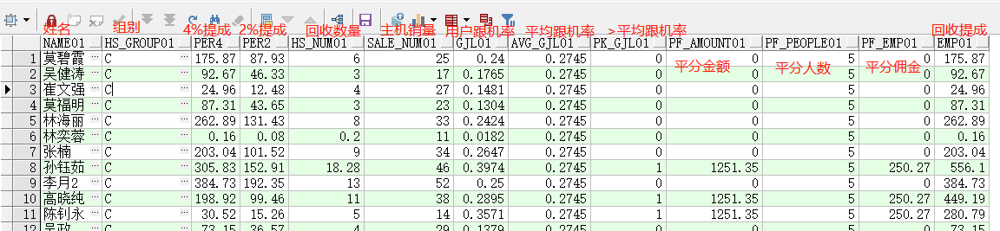 姓名 组别 4%提成 2%提成 回收数量 主机销量 用户跟机率 平均跟机率 >平均跟机率 回收提成
NAME01 HS_GROUP01 PER4 PER2 HS_NUM01 SALE_NUM01 GJL01 AVG_GJL01 PK_GJL01 PF_AMOUNT01 PF_PEOPLE01 PF_EMP01 EMP01
平分金额 平分人数 平分佣金
1 莫碧霞 ··· C ··· 175.87 87.93 6 25 0.24 0.2745 0 0 5 0 175.87
2 吴健涛 ··· C ··· 92.67 46.33 3 17 0.1765 0.2745 0 0 5 0 92.67
3 崔文强 ··· C ··· 24.96 12.48 4 27 0.1481 0.2745 0 0 5 0 24.96
4 莫福明 ··· C ··· 87.31 43.65 3 23 0.1304 0.2745 0 0 5 0 87.31
5 林海丽 ··· C ··· 262.89 131.43 8 33 0.2424 0.2745 0 0 5 0 262.89
6 林奕蓉 ··· C ··· 0.16 0.08 0.2 11 0.0182 0.2745 0 0 5 0 0.16
7 张楠 ··· C ··· 203.04 101.52 9 34 0.2647 0.2745 0 0 5 0 203.04
8 孙钰茹 ··· C ··· 305.83 152.91 18.28 46 0.3974 0.2745 1 1251.35 5 250.27 556.1
9 李月2 ··· C ··· 384.73 192.35 13 52 0.25 0.2745 0 0 5 0 384.73
10 高晓纯 ··· C ··· 198.92 99.46 11 38 0.2895 0.2745 1 1251.35 5 250.27 449.19
11 陈钊永 ··· C ··· 30.52 15.26 5 14 0.3571 0.2745 1 1251.35 5 250.27 280.79
12 吴政 ··· C ··· 73.15 36.57 4 29 0.1379 0.2745 0 0 5 0 73.15